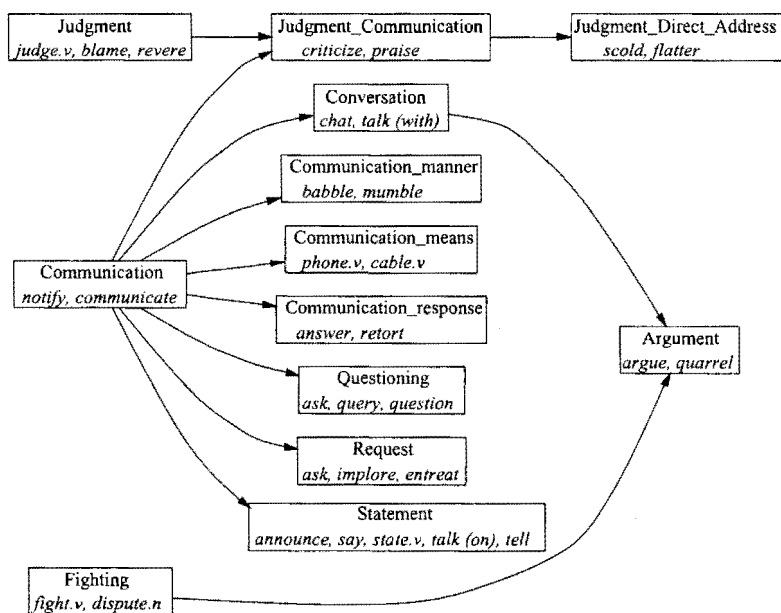 Judgment
judge.v, blame, revere
Judgment_Communication
criticize, praise
Judgment_Direct_Address
scold, flatter
Conversation
chat, talk (with)
Communication_manner
babble, mumble
Communication_means
phone.v, cable.v
Communication
notify, communicate
Communication_response
answer, retort
Argument
argue, quarrel
Questioning
ask, query, question
Request
ask, implore, entreat
Statement
announce, say, state.v, talk (on), tell
Fighting
fight.v, dispute.n